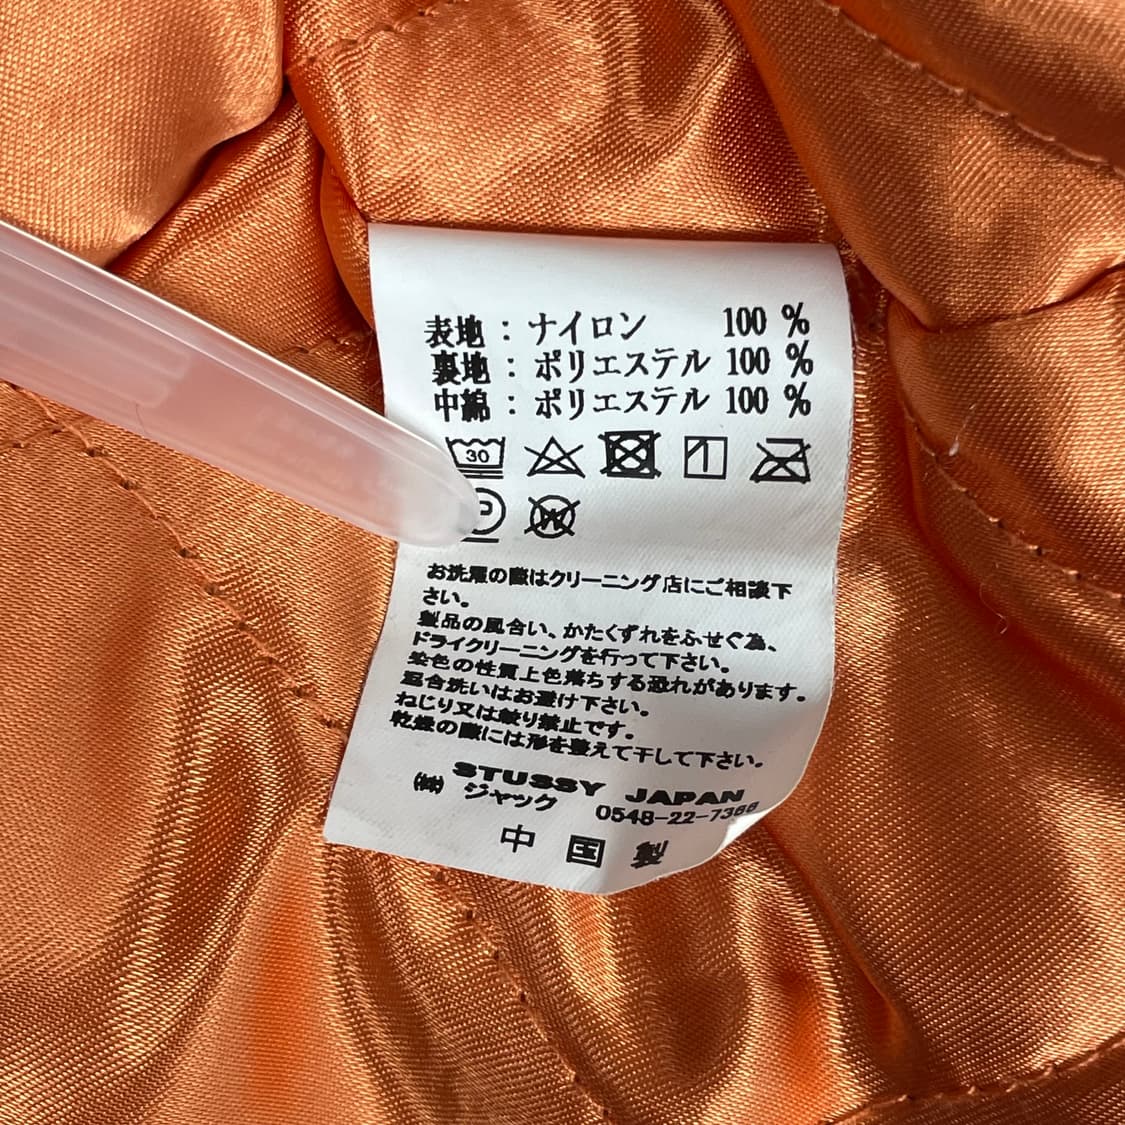 表地：ナイロン 100 %
裏地：ポリエステル 100 %
中綿：ポリエステル 100 %
30
P W
お洗濯の際はクリーニング店にご相談下
さい。
製品の風合い、かたくずれをふせぐ為、
ドライクリーニングを行って下さい。
染色の性質上色落ちする恐れがあります。
混合洗いはお避け下さい。
ねじり又は絞り禁止です。
乾燥の際には形を整えて干して下さい。
STUSSY JAPAN
㈱ ジャック 0548-22-7366
中国製